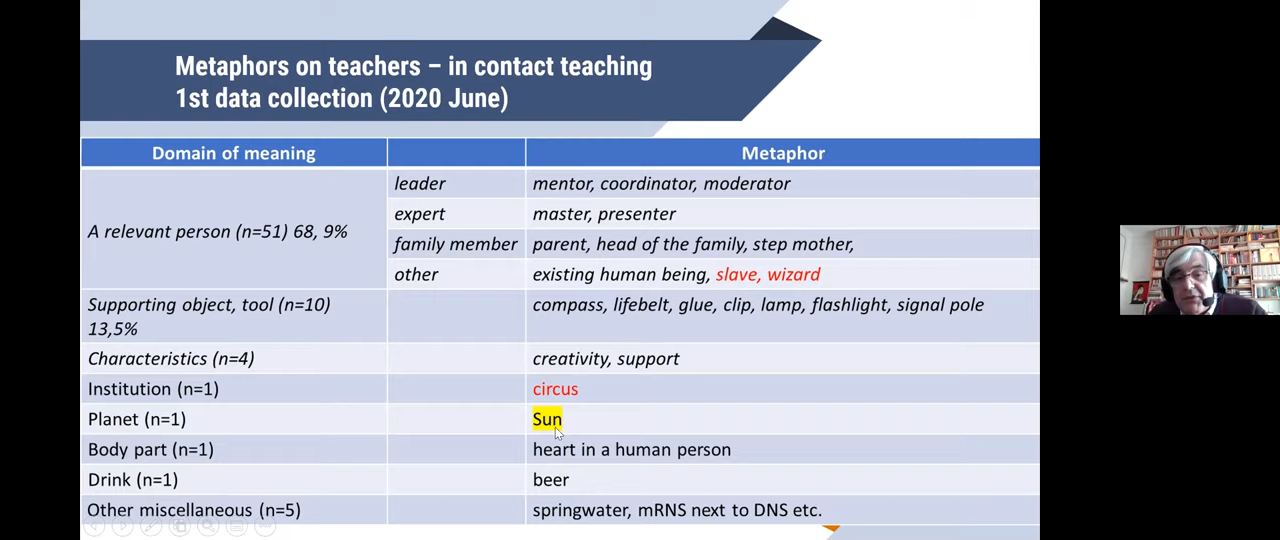 Metaphors on teachers – in contact teaching
1st data collection (2020 June)
Domain of meaning
Metaphor
A relevant person (n=51) 68, 9%
leader
mentor, coordinator, moderator
expert
master, presenter
family member
parent, head of the family, step mother,
other
existing human being, slave, wizard
Supporting object, tool (n=10)
13,5%
compass, lifebelt, glue, clip, lamp, flashlight, signal pole
Characteristics (n=4)
creativity, support
Institution (n=1)
circus
Planet (n=1)
Sun
Body part (n=1)
heart in a human person
Drink (n=1)
beer
Other miscellaneous (n=5)
springwater, mRNS next to DNS etc.